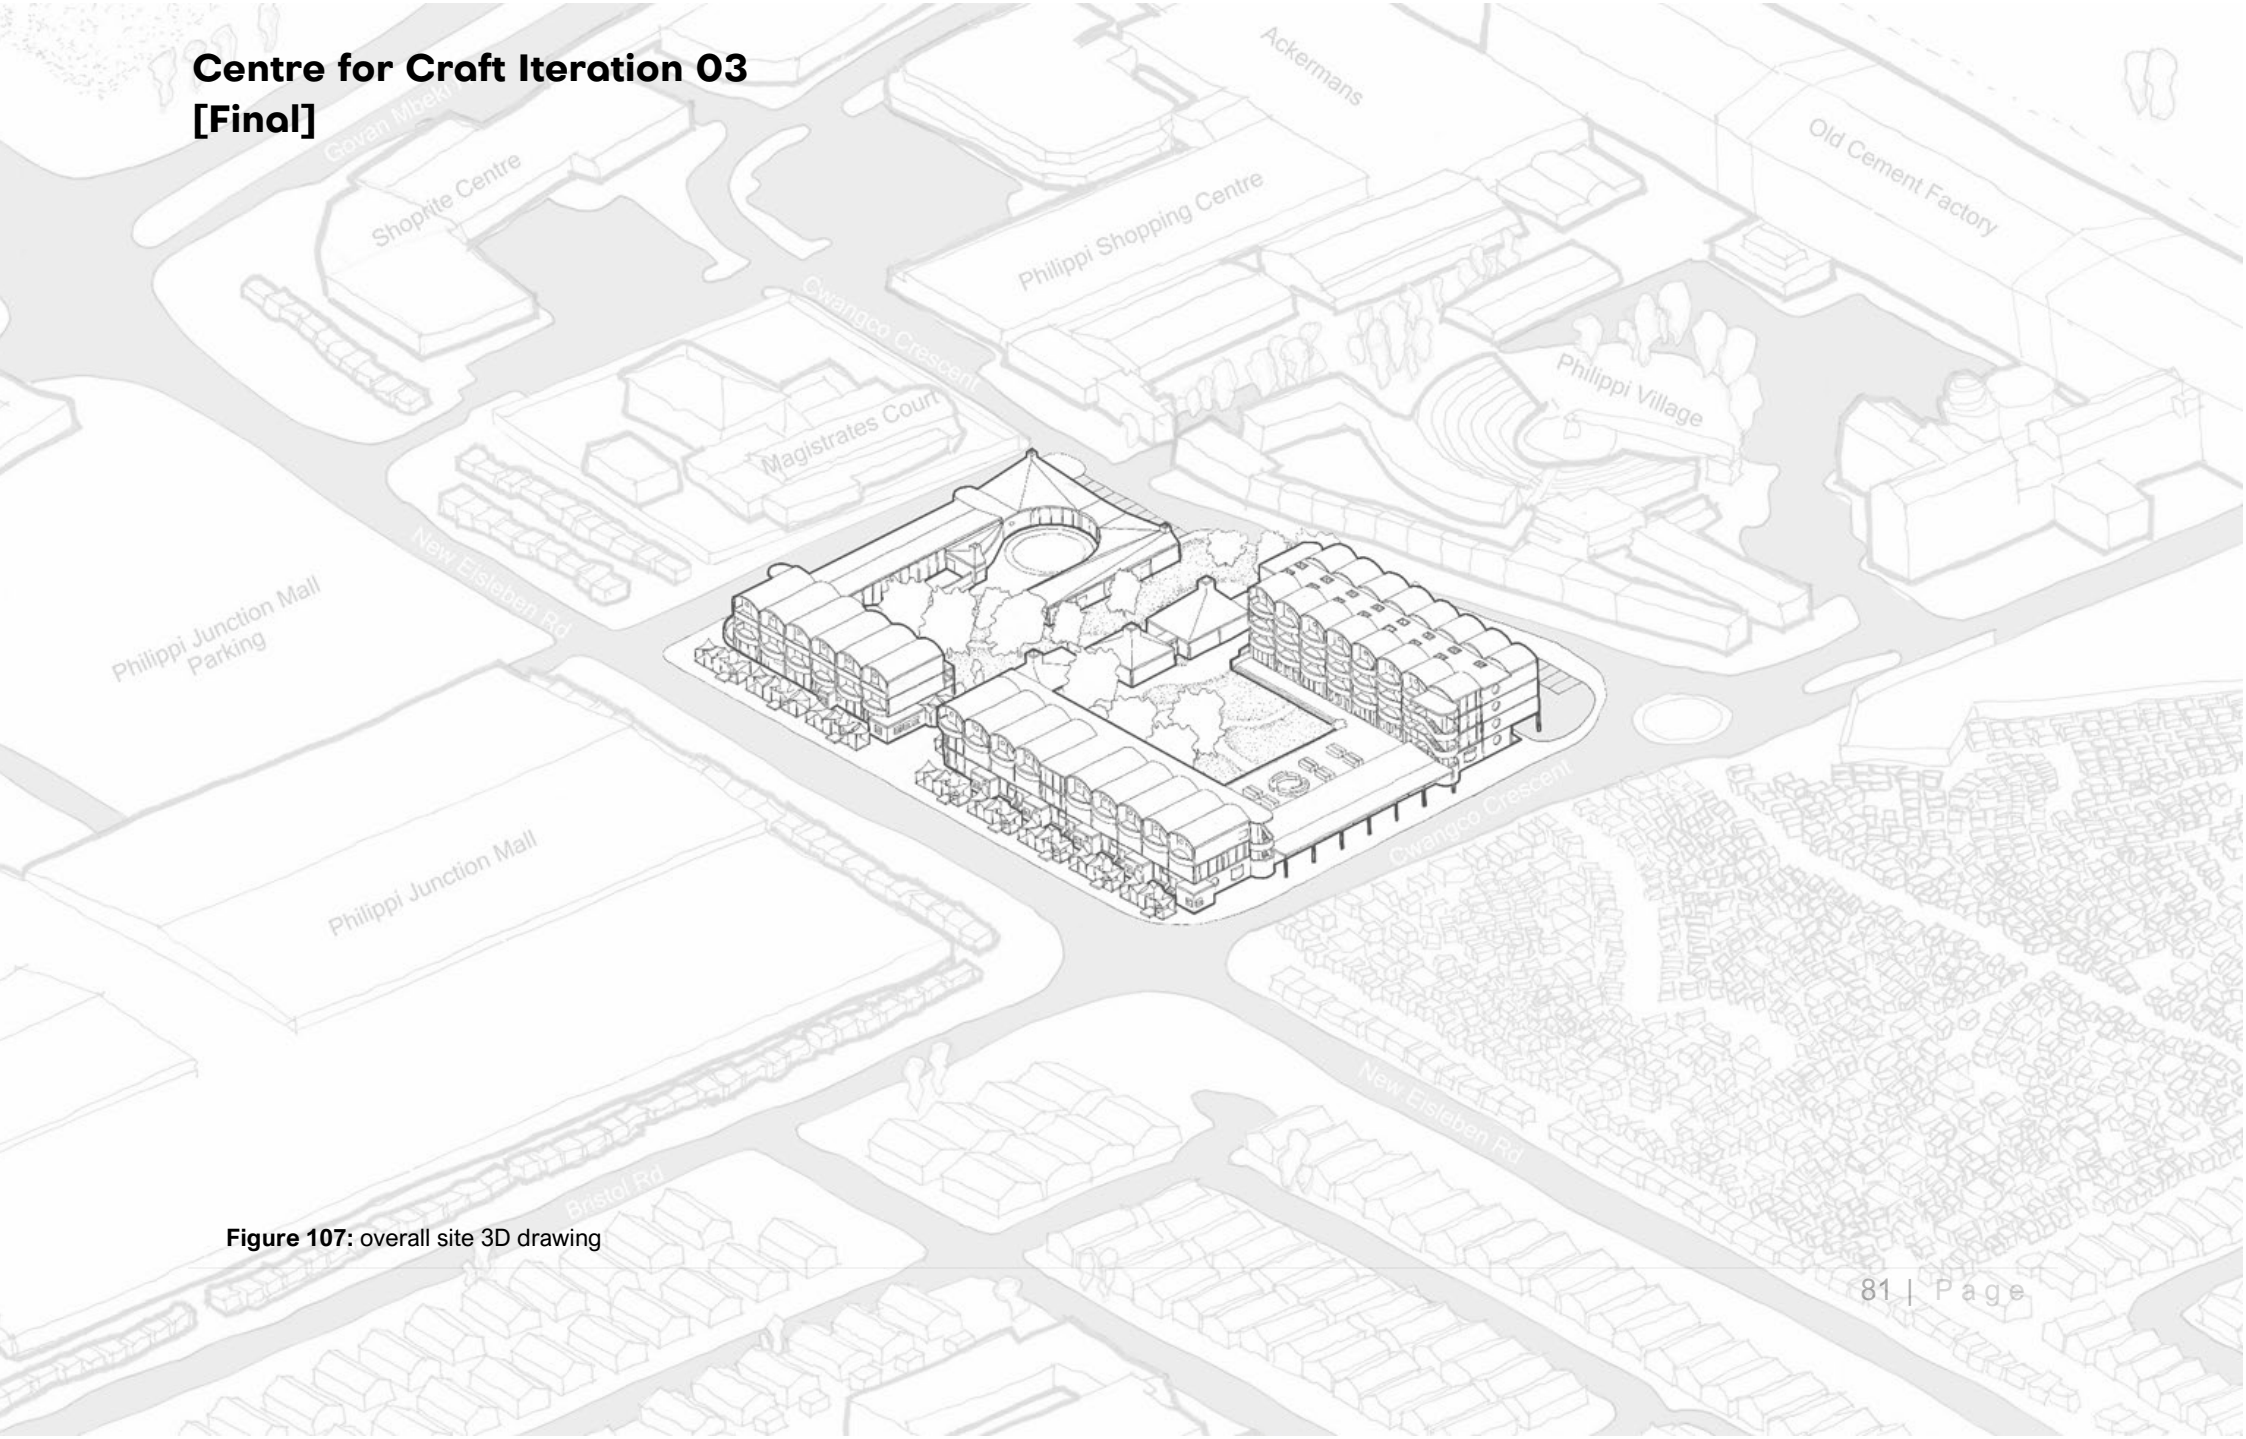 Centre for Craft Iteration 03
[Final]
Govan Mbeki
Shoprite Centre
Ackermans
Old Cement Factory
Philippi Shopping Centre
Cwangco Crescent
Philippi Village
Magistrates Court
New Eisleben Rd
Philippi Junction Mall
Parking
Cwangco Crescent
Philippi Junction Mall
New Eisleben Rd
Bristol Rd
Figure 107: overall site 3D drawing
81 | Page